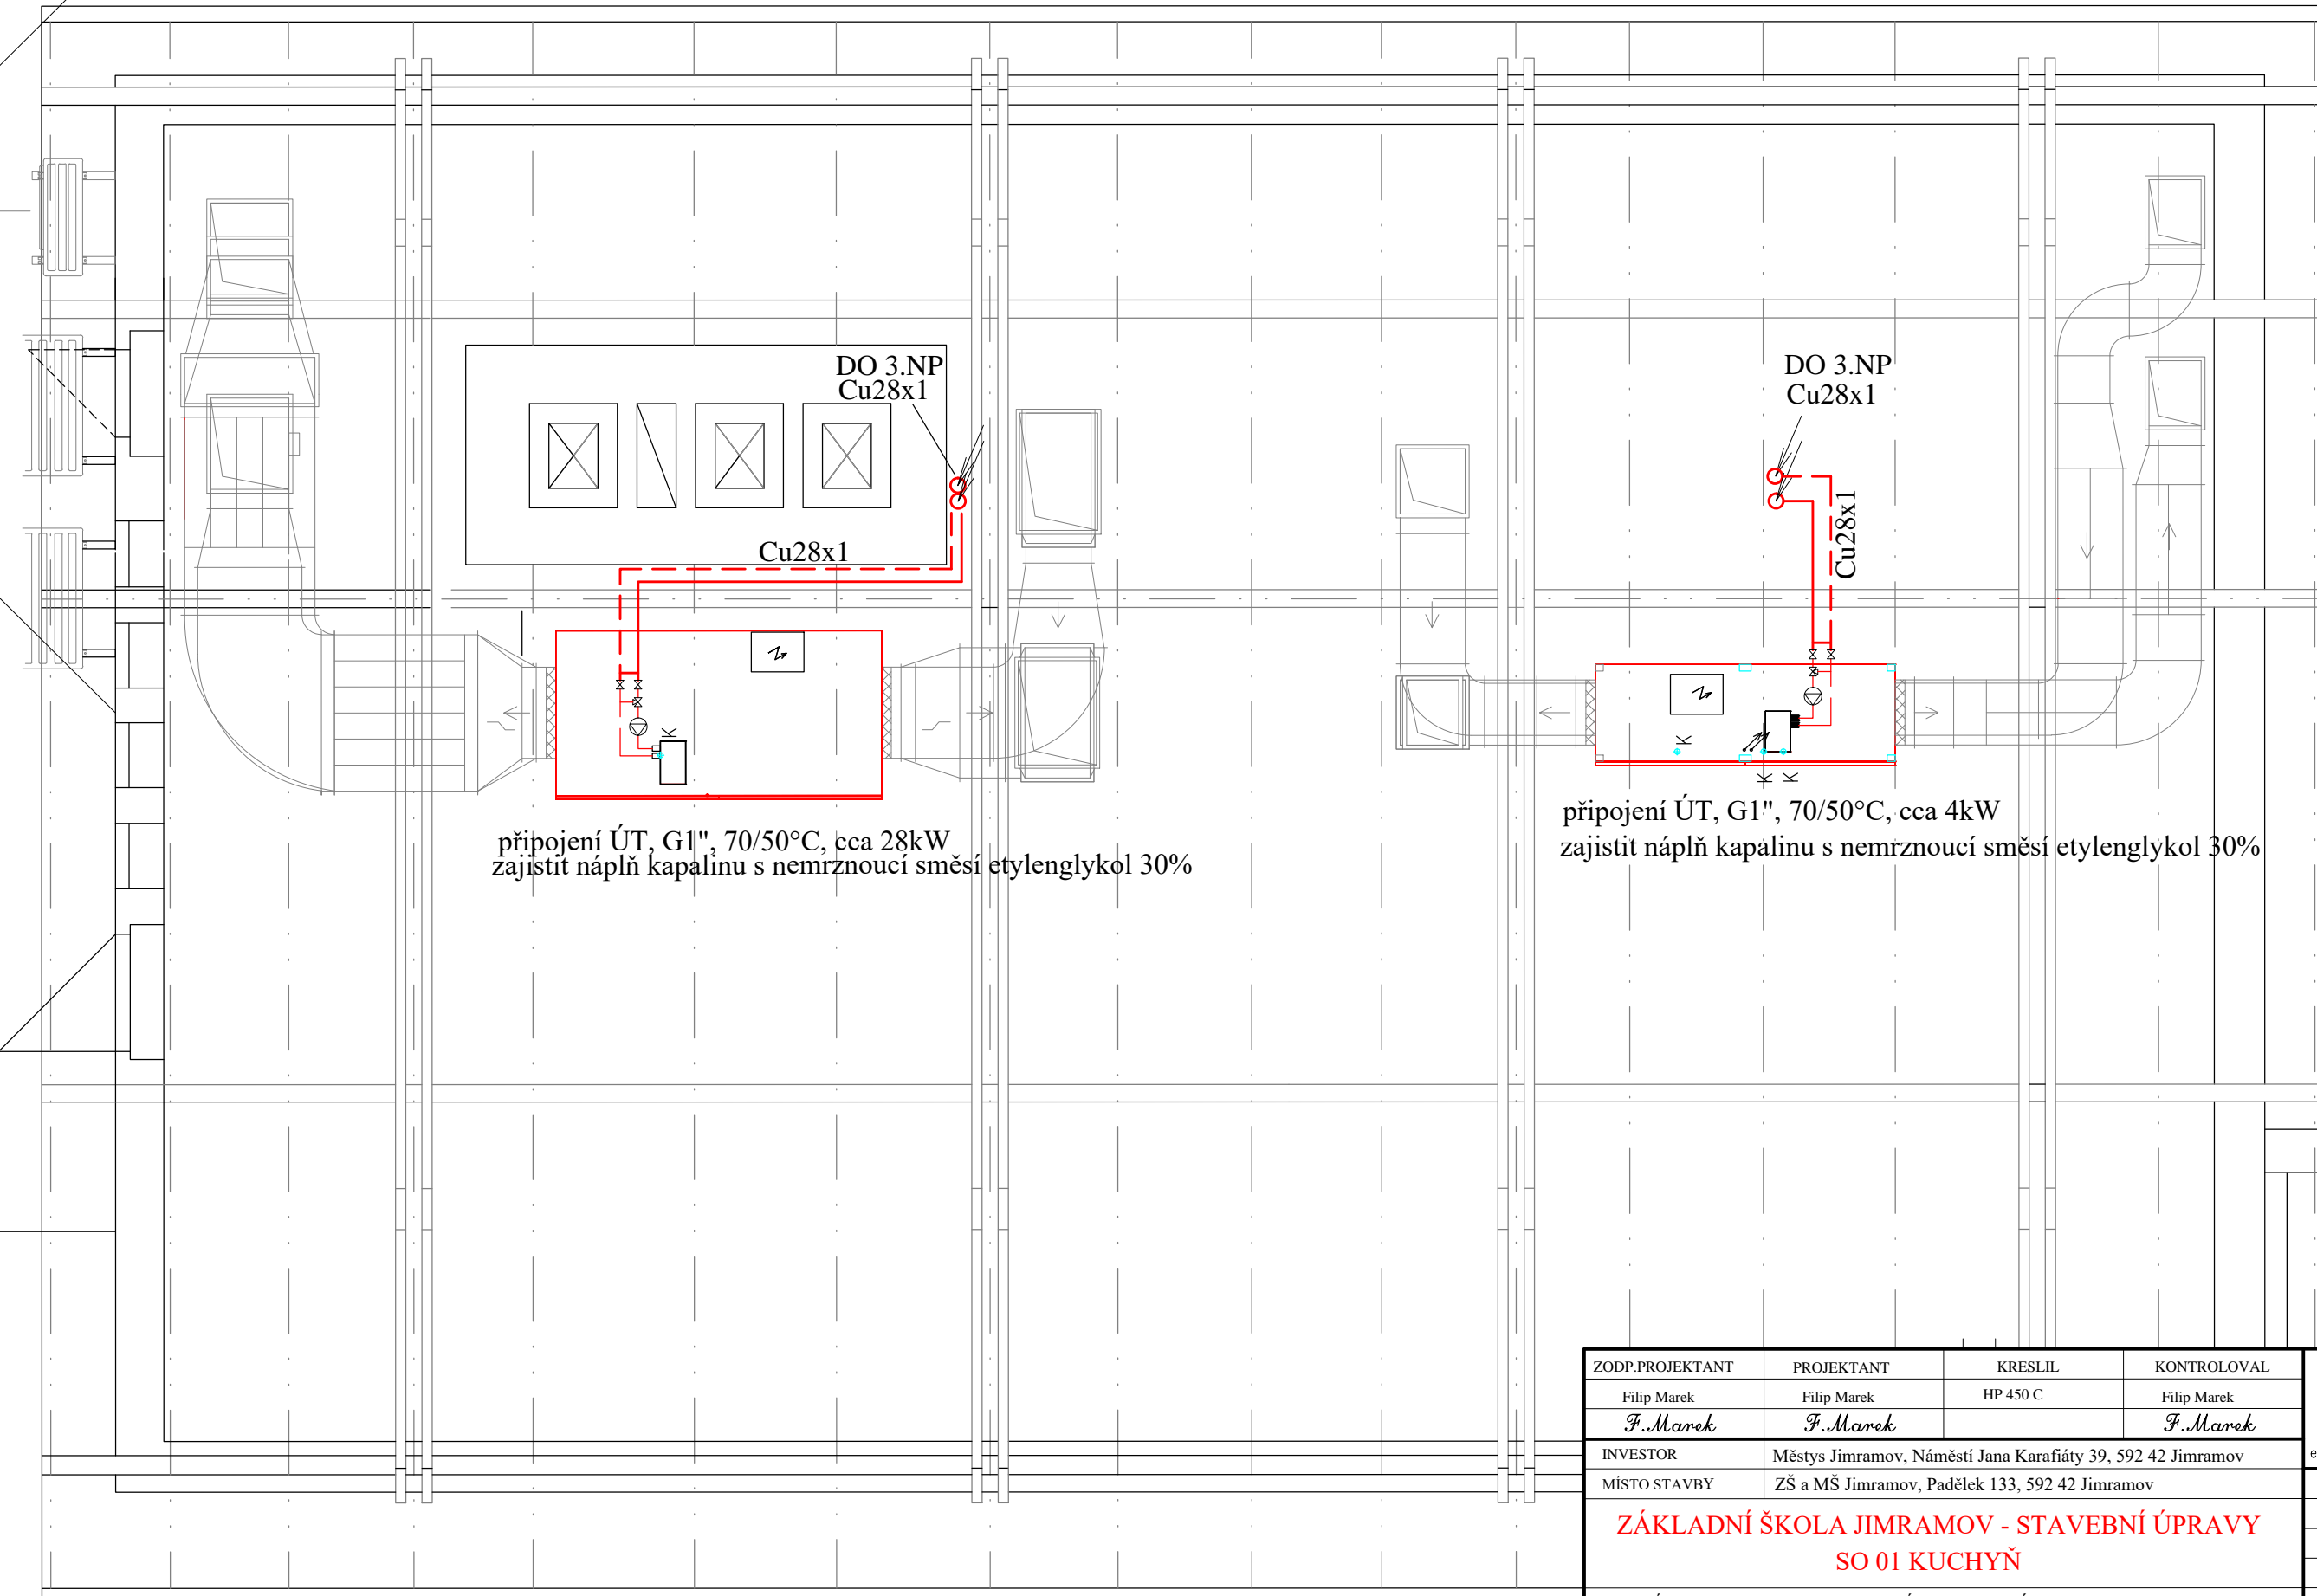 DO 3.NP
Cu28x1
DO 3.NP
Cu28x1
Cu28x1
Cu28x1
K
K
K
K
připojení ÚT, G1", 70/50°C, cca 28kW
zajistit náplň kapalinu s nemrznoucí směsí etylenglykol 30%
připojení ÚT, G1", 70/50°C, cca 4kW
zajistit náplň kapalinu s nemrznoucí směsí etylenglykol 30%
ZODP.PROJEKTANT PROJEKTANT KRESLIL KONTROLOVAL
Filip Marek Filip Marek HP 450 C Filip Marek
F.Marek F.Marek F.Marek
INVESTOR Městys Jimramov, Náměstí Jana Karafiáty 39, 592 42 Jimramov
MÍSTO STAVBY ZŠ a MŠ Jimramov, Padělek 133, 592 42 Jimramov
ZÁKLADNÍ ŠKOLA JIMRAMOV - STAVEBNÍ ÚPRAVY
SO 01 KUCHYŇ